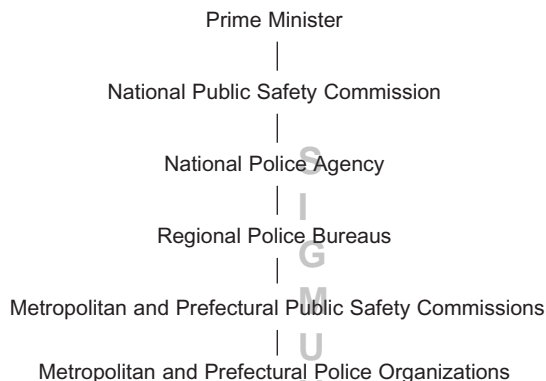 Prime Minister
National Public Safety Commission
National Police Agency
Regional Police Bureaus
Metropolitan and Prefectural Public Safety Commissions
Metropolitan and Prefectural Police Organizations
S
I
G
M
U